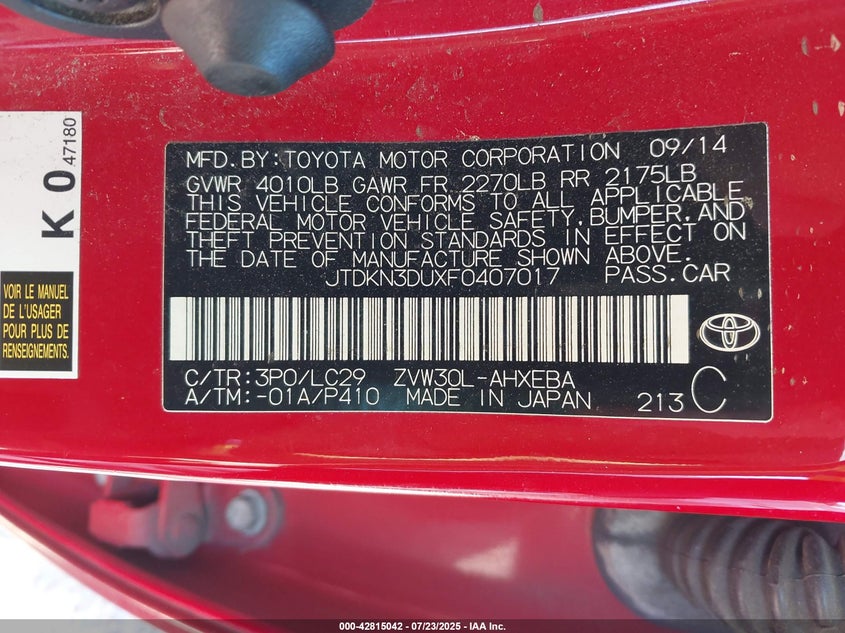 K 0 47180
VOIR LE MANUEL
DE L'USAGER
POUR PLUS DE
RENSEIGNEMENTS.
MFD.BY:TOYOTA MOTOR CORPORATION 09/14
GVWR 4010LB GAWR FR 2270LB RR 2175LB
THIS VEHICLE CONFORMS TO ALL APPLICABLE
FEDERAL MOTOR VEHICLE SAFETY,BUMPER,AND
THEFT PREVENTION STANDARDS IN EFFECT ON
THE DATE OF MANUFACTURE SHOWN ABOVE.
JTDKN3DUXF0407017 PASS.CAR
C/TR:3P0/LC29 ZVW30L-AHXEBA
A/TM:-01A/P410 MADE IN JAPAN 213 C
000-42815042 / 07/23/2025 - IAA Inc.